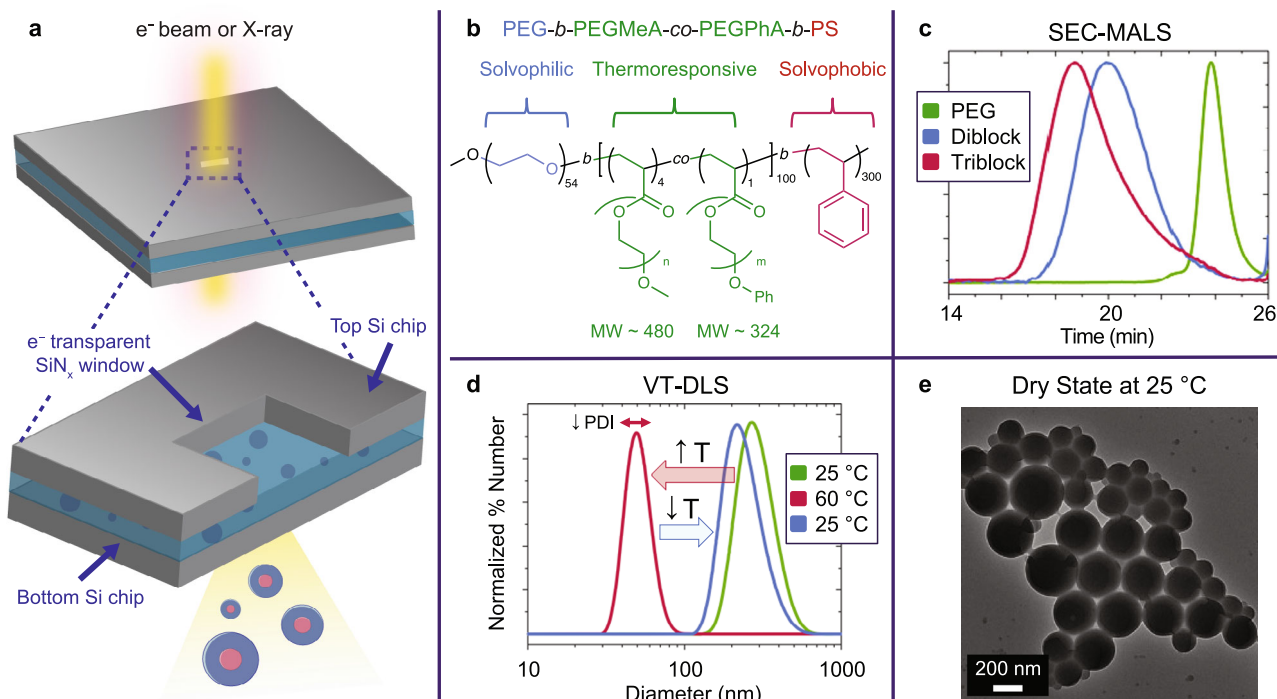 a
e⁻ beam or X-ray
e⁻ transparent
SiNₓ window
Top Si chip
Bottom Si chip
b
PEG-b-PEGMeA-co-PEGPhA-b-PS
Solvophilic Thermoresponsive Solvophobic
O
O
54
b
4
co
1
b
100
300
O
O
O
O
n
m
O
O
Ph
MW ~ 480
MW ~ 324
c
SEC-MALS
PEG
Diblock
Triblock
14 18 22 26
Time (min)
d
VT-DLS
↓ PDI
↑ T
↓ T
25 °C
60 °C
25 °C
Normalized % Number
10 100 1000
Diameter (nm)
e
Dry State at 25 °C
200 nm